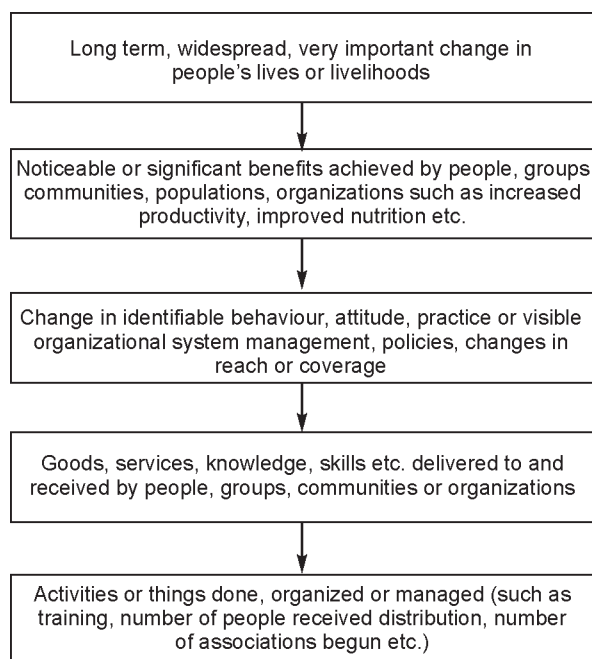 Long term, widespread, very important change in
people's lives or livelihoods
Noticeable or significant benefits achieved by people, groups
communities, populations, organizations such as increased
productivity, improved nutrition etc.
Change in identifiable behaviour, attitude, practice or visible
organizational system management, policies, changes in
reach or coverage
Goods, services, knowledge, skills etc. delivered to and
received by people, groups, communities or organizations
Activities or things done, organized or managed (such as
training, number of people received distribution, number
of associations begun etc.)